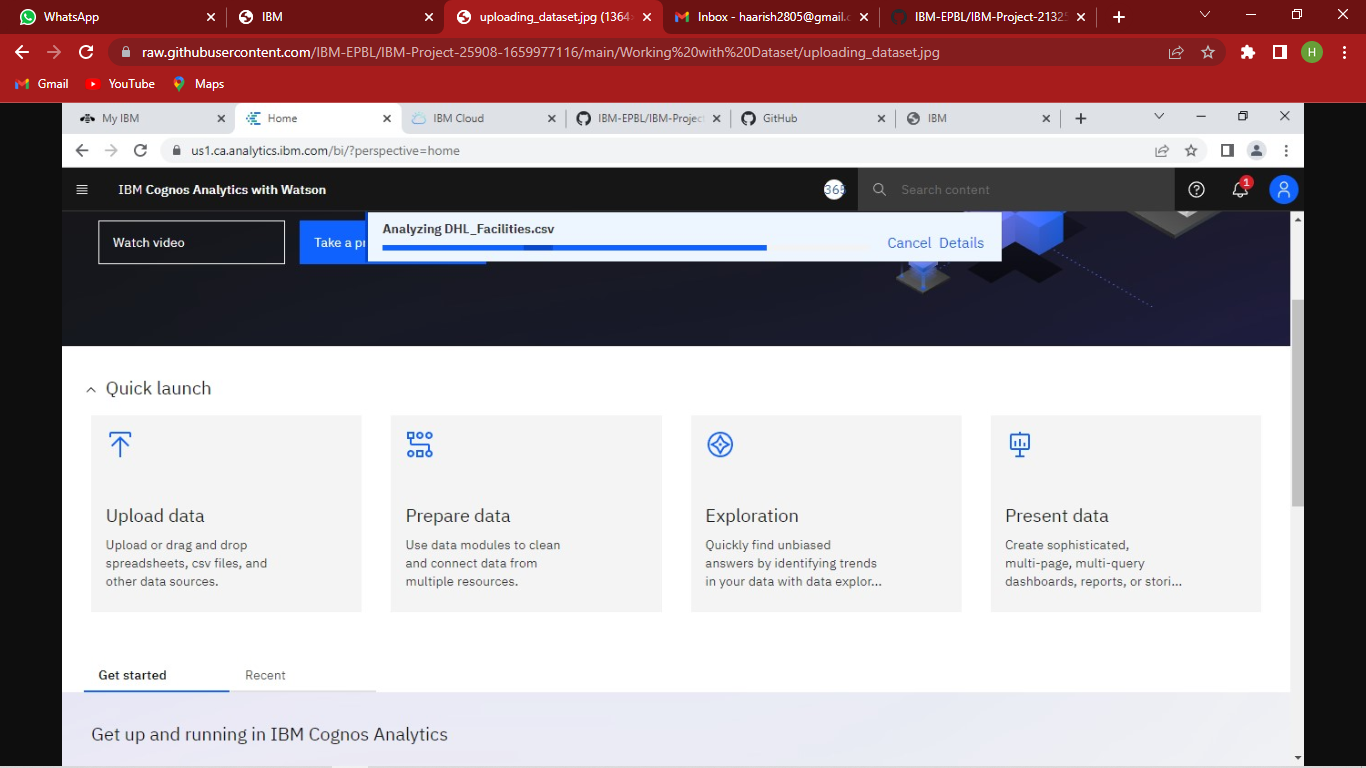 WhatsApp
IBM
uploading_dataset.jpg (1364
Inbox - haarish2805@gmail.c
IBM-EPBL/IBM-Project-2132
raw.githubusercontent.com/IBM-EPBL/IBM-Project-25908-1659977116/main/Working%20with%20Dataset/uploading_dataset.jpg
H
Gmail
YouTube
Maps
My IBM
Home
IBM Cloud
IBM-EPBL/IBM-Project
GitHub
IBM
us1.ca.analytics.ibm.com/bi/?perspective=home
IBM Cognos Analytics with Watson
365
Search content
1
Watch video
Take a pr
Analyzing DHL_Facilities.csv
Cancel Details
Quick launch
Upload data
Upload or drag and drop
spreadsheets, csv files, and
other data sources.
Prepare data
Use data modules to clean
and connect data from
multiple resources.
Exploration
Quickly find unbiased
answers by identifying trends
in your data with data explor...
Present data
Create sophisticated,
multi-page, multi-query
dashboards, reports, or stori...
Get started
Recent
Get up and running in IBM Cognos Analytics